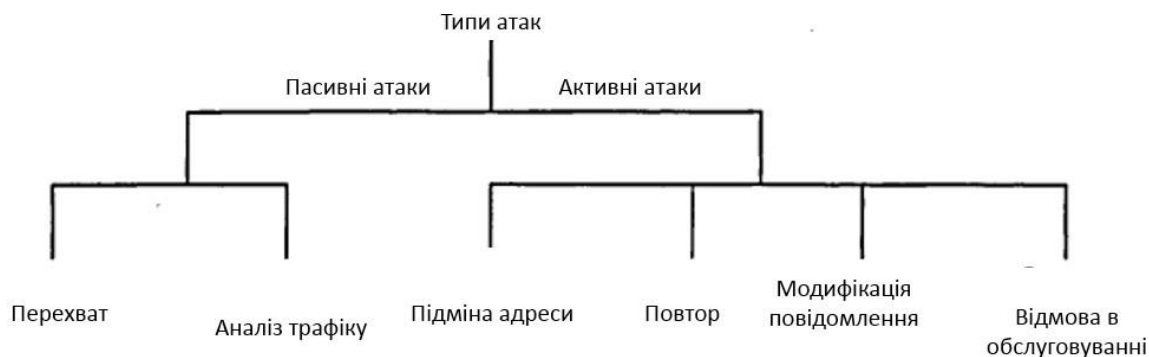 Типи атак
Пасивні атаки
Активні атаки
Перехват
Аналіз трафіку
Підміна адреси
Повтор
Модифікація
повідомлення
Відмова в
обслуговуванні